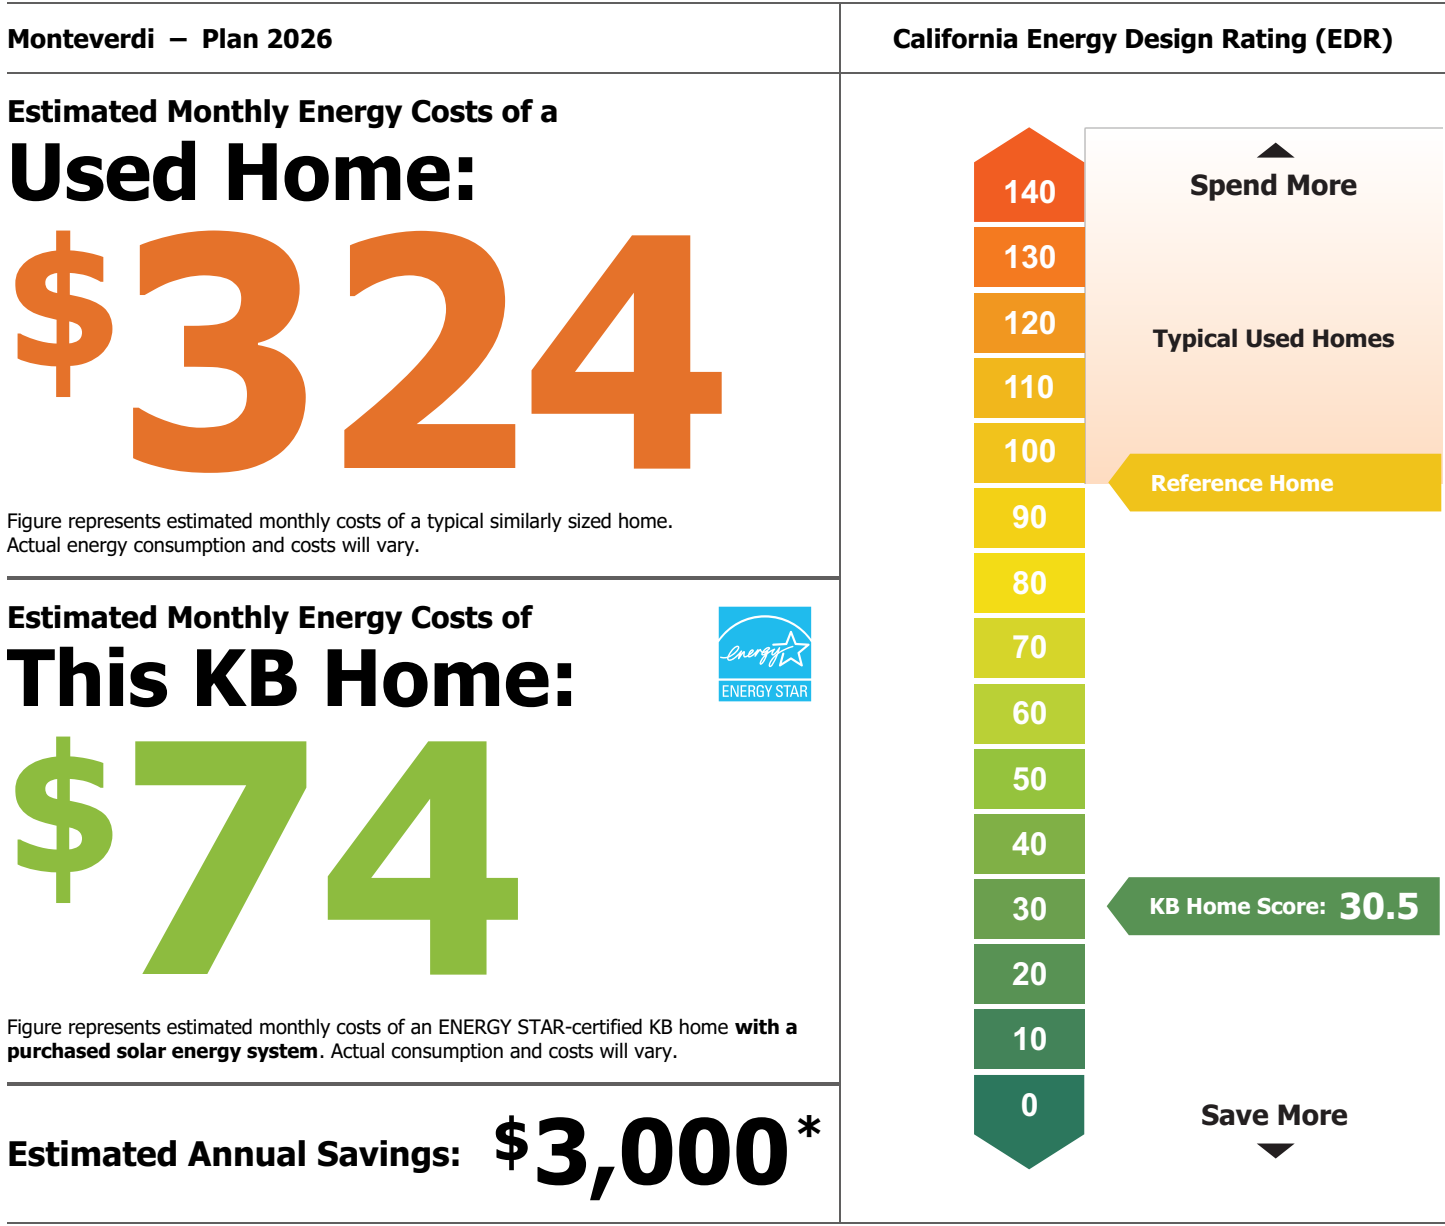 Monteverdi – Plan 2026
Estimated Monthly Energy Costs of a
Used Home:
$324
Figure represents estimated monthly costs of a typical similarly sized home.
Actual energy consumption and costs will vary.
Estimated Monthly Energy Costs of
This KB Home:
energy
ENERGY STAR
$74
Figure represents estimated monthly costs of an ENERGY STAR-certified KB home with a
purchased solar energy system. Actual consumption and costs will vary.
Estimated Annual Savings: $3,000*
California Energy Design Rating (EDR)
140
Spend More
130
120
Typical Used Homes
110
100
Reference Home
90
80
70
60
50
40
30
KB Home Score: 30.5
20
10
0
Save More